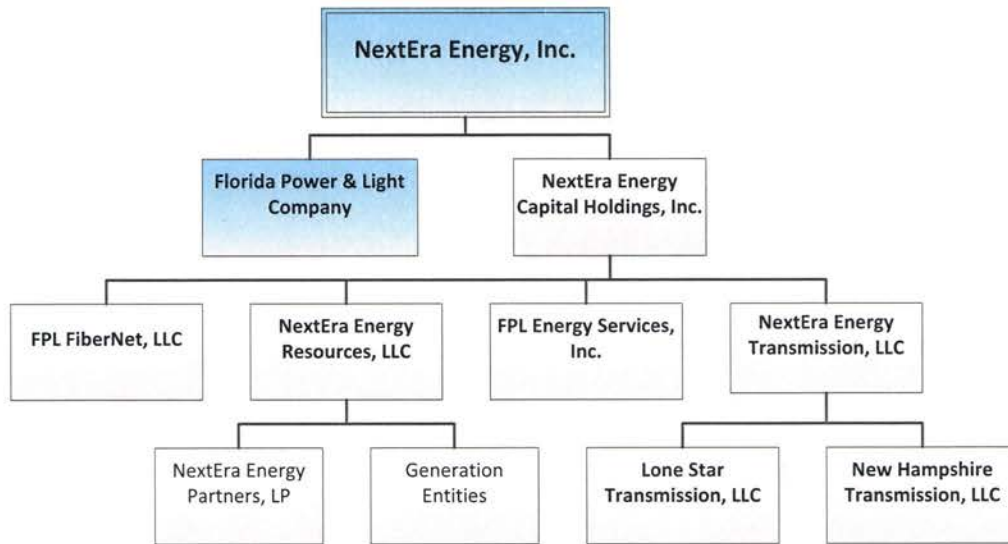 NextEra Energy, Inc.
Florida Power & Light
Company
NextEra Energy
Capital Holdings, Inc.
FPL FiberNet, LLC
NextEra Energy
Resources, LLC
FPL Energy Services,
Inc.
NextEra Energy
Transmission, LLC
NextEra Energy
Partners, LP
Generation
Entities
Lone Star
Transmission, LLC
New Hampshire
Transmission, LLC